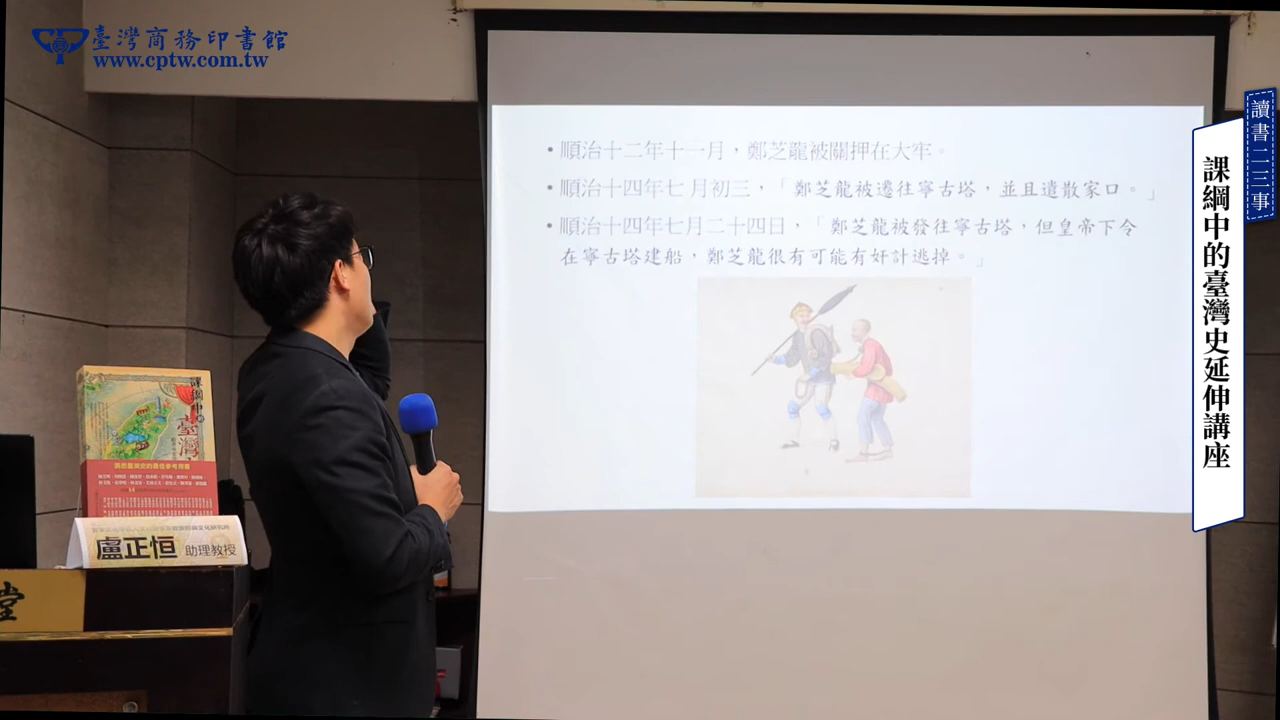 臺灣商務印書館
www.cptw.com.tw
讀書二三事
課綱中的臺灣史延伸講座
•順治十二年十一月，鄭芝龍被關押在大牢。
•順治十四年七月初三，「鄭芝龍被遷往寧古塔，並且遣散家口。」
•順治十四年七月二十四日，「鄭芝龍被發往寧古塔，但皇帝下令
在寧古塔建船，鄭芝龍很有可能有奸計逃掉。」
課綱中的
臺灣
盧正恒 助理教授
堂